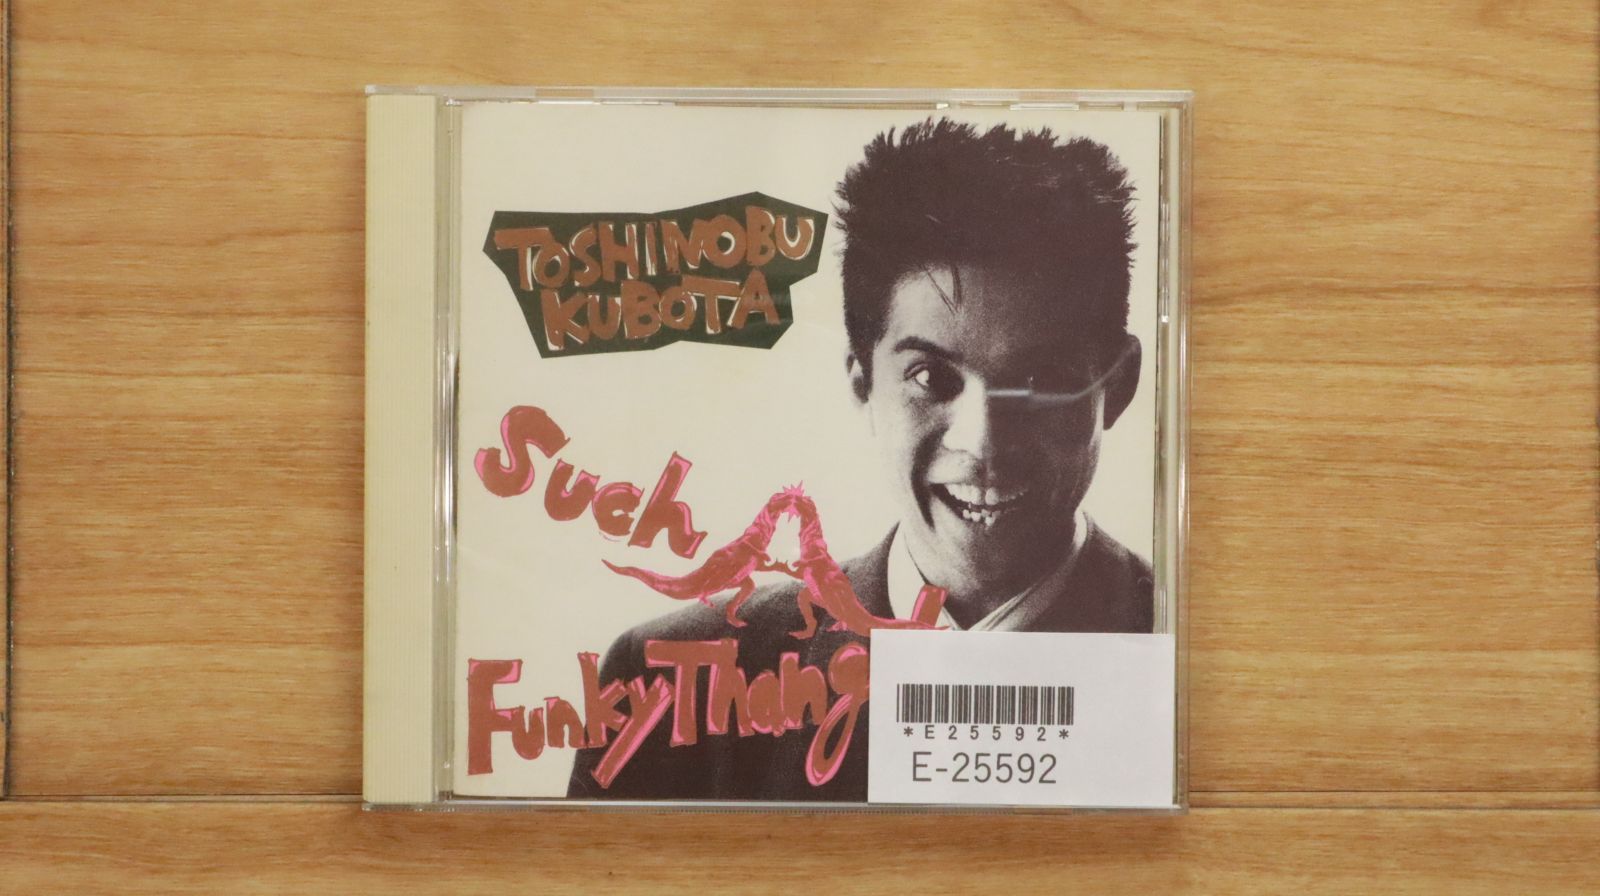 TOSHINOBU
KUBOTA
Such A
Funky Thang!
*E25592*
E-25592